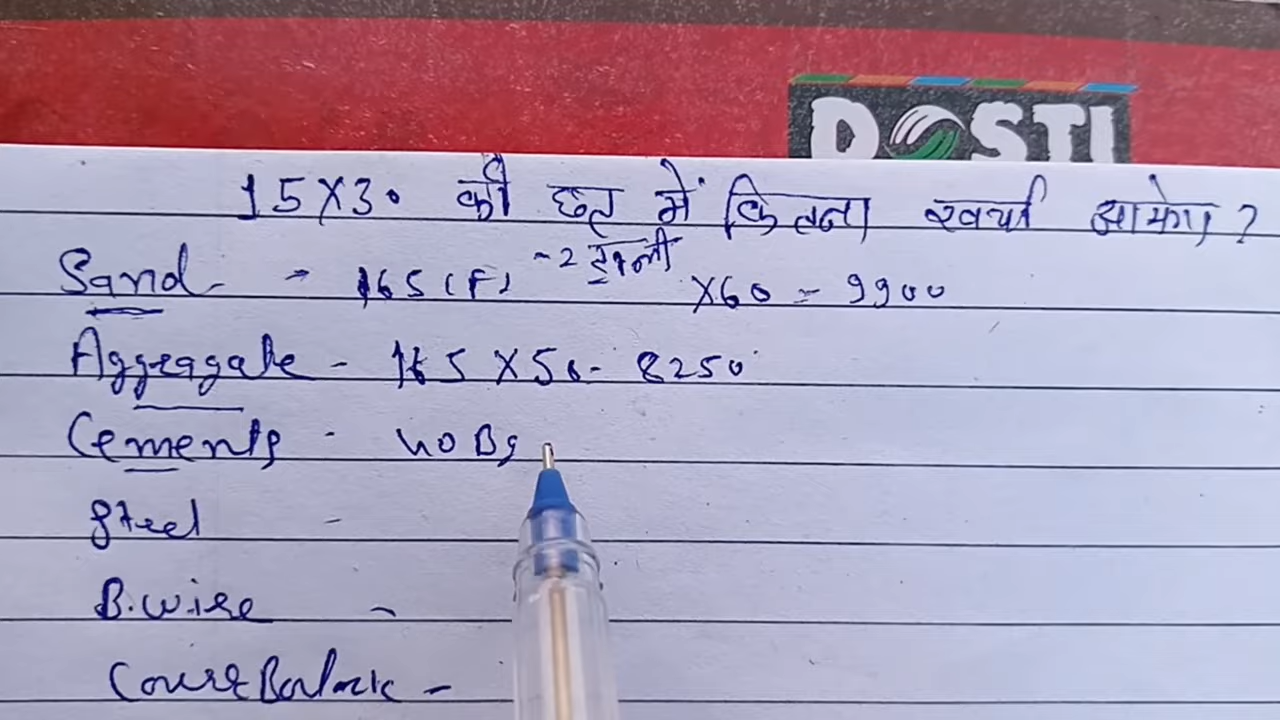 DOSTI
15X30 की छत में कितना खर्चा आयेगा ?
Sand - 165 (F) - 2 ट्राली X60 = 9900
Aggregate - 165 X 50 - 8250
Cements - 40 Bg
Steel -
B. wire -